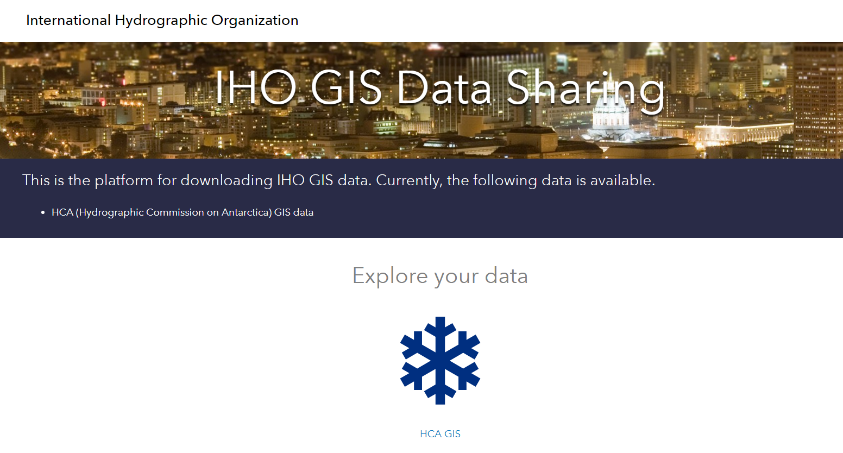 International Hydrographic Organization
IHO GIS Data Sharing
This is the platform for downloading IHO GIS data. Currently, the following data is available.
• HCA (Hydrographic Commission on Antarctica) GIS data
Explore your data
HCA GIS